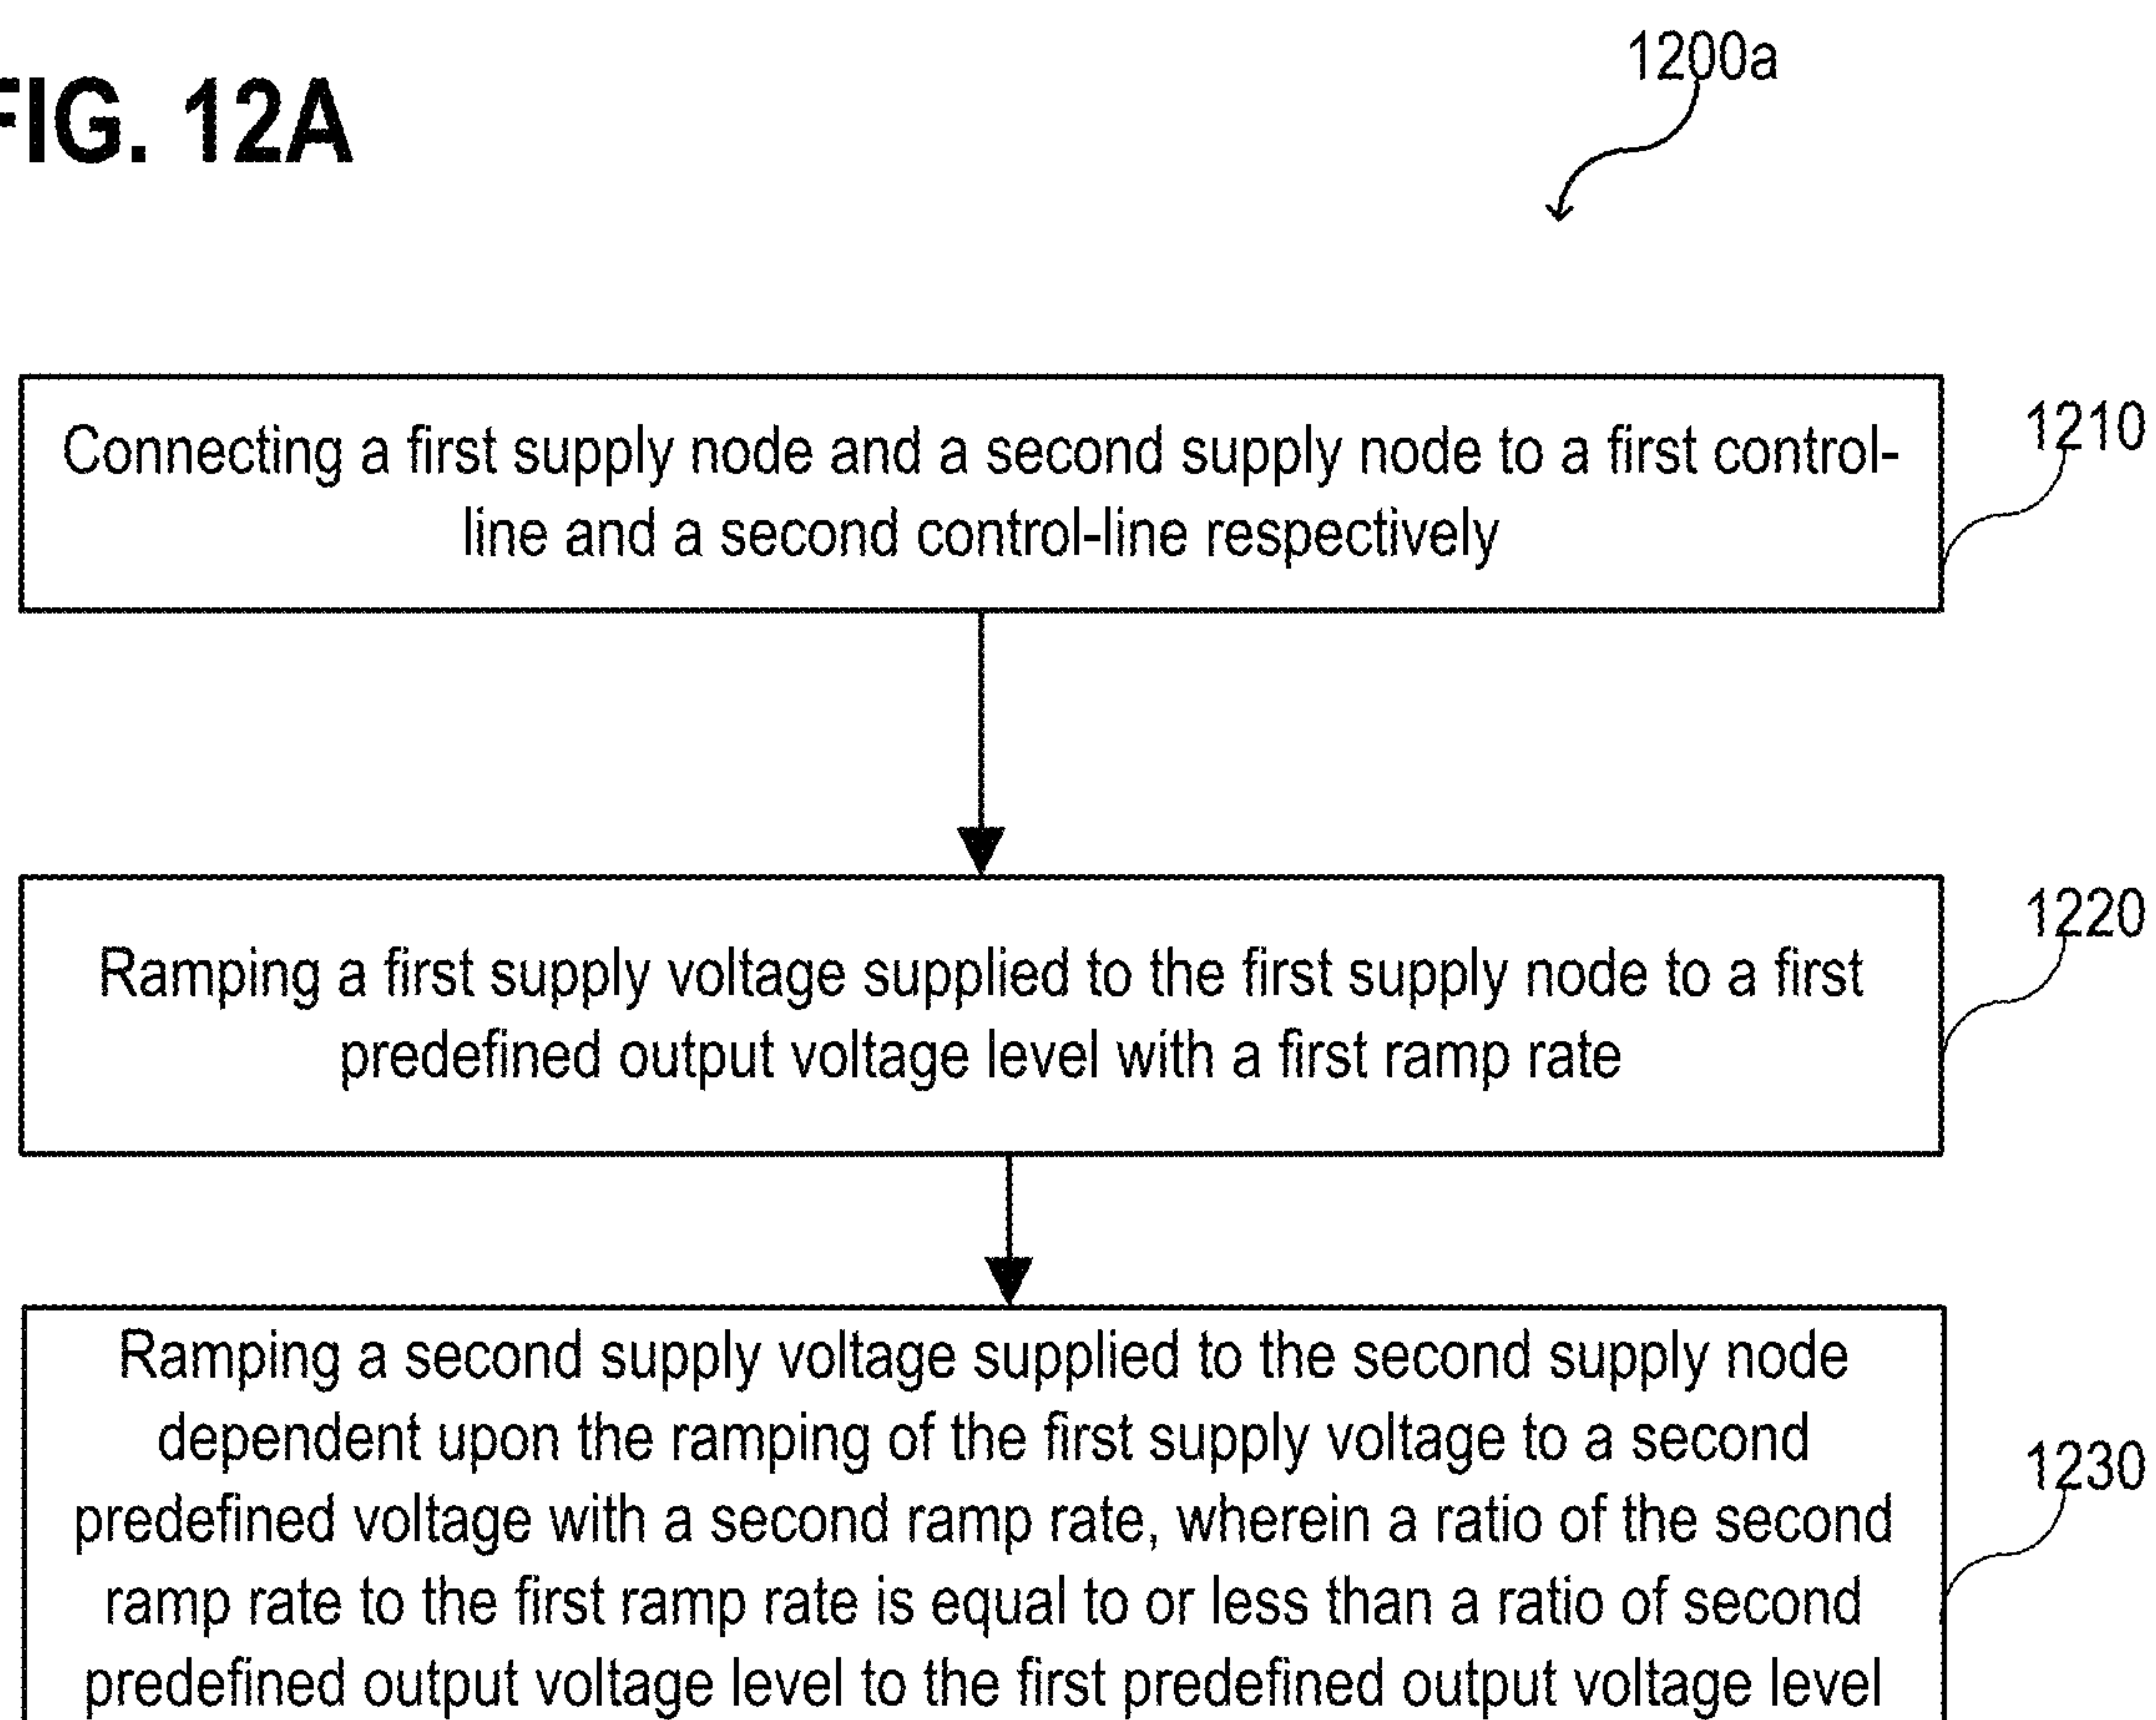 FIG. 12A
1200a
Connecting a first supply node and a second supply node to a first control-
line and a second control-line respectively
1210
Ramping a first supply voltage supplied to the first supply node to a first
predefined output voltage level with a first ramp rate
1220
Ramping a second supply voltage supplied to the second supply node
dependent upon the ramping of the first supply voltage to a second
predefined voltage with a second ramp rate, wherein a ratio of the second
ramp rate to the first ramp rate is equal to or less than a ratio of second
predefined output voltage level to the first predefined output voltage level
1230